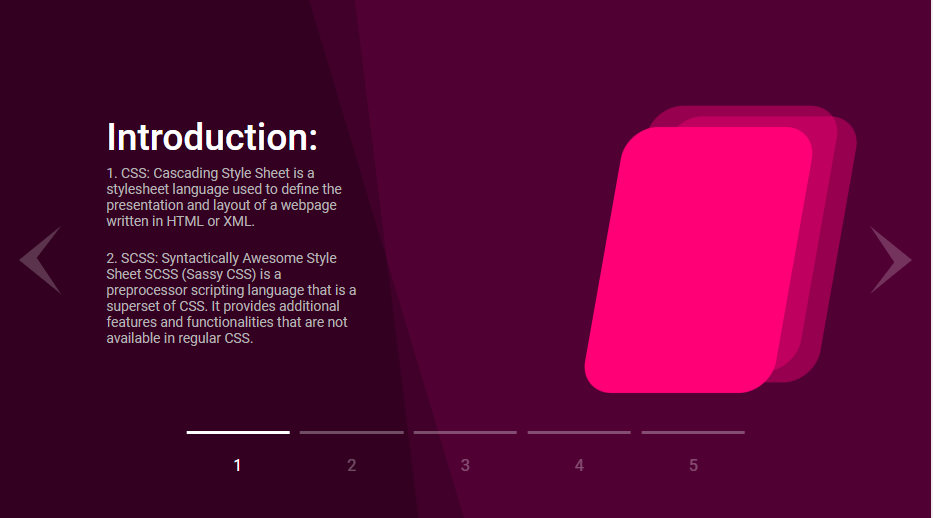 Introduction:
1. CSS: Cascading Style Sheet is a
stylesheet language used to define the
presentation and layout of a webpage
written in HTML or XML.
2. SCSS: Syntactically Awesome Style
Sheet SCSS (Sassy CSS) is a
preprocessor scripting language that is a
superset of CSS. It provides additional
features and functionalities that are not
available in regular CSS.
1 2 3 4 5